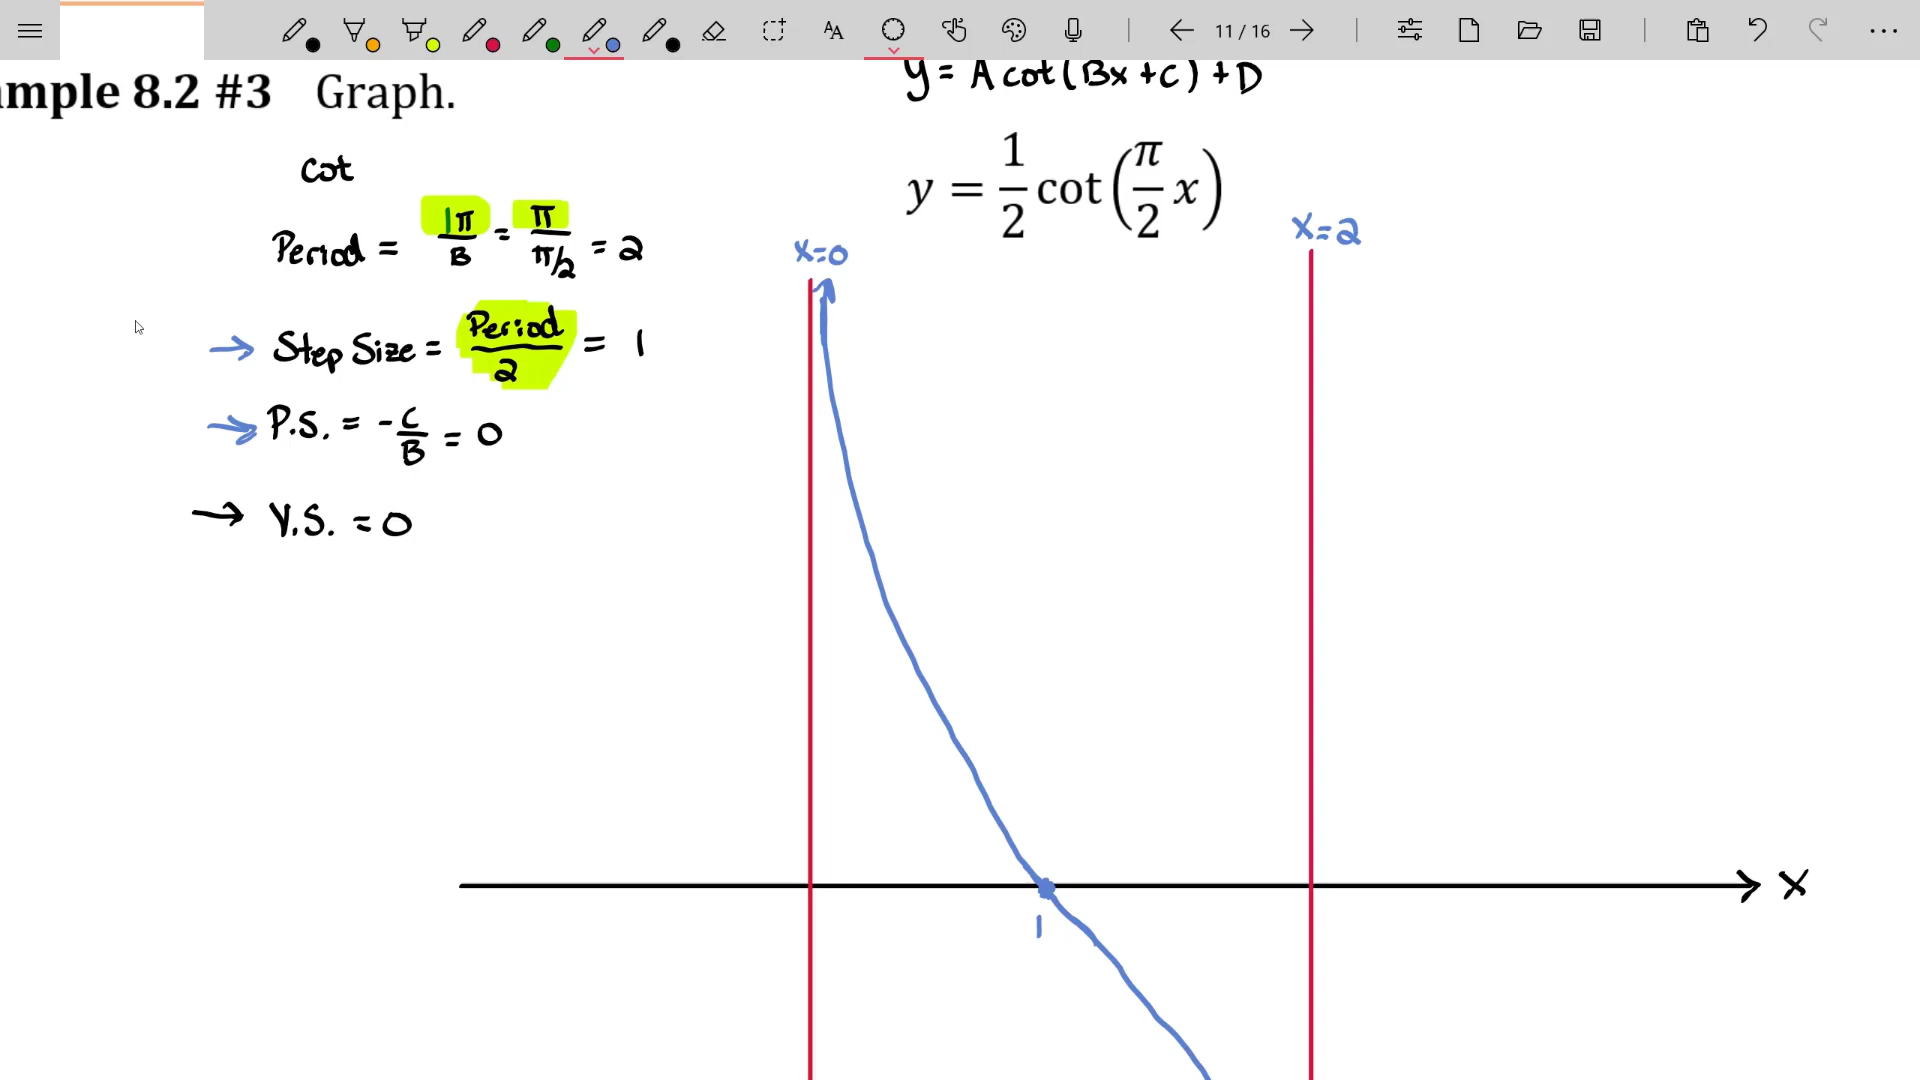 11 / 16
mple 8.2 #3 Graph.
y = A cot(Bx + C) + D
y = 1/2 cot(π/2 x)
cot
Period = 1π/B = π/π/2 = 2
Step Size = Period/2 = 1
P.S. = -C/B = 0
V.S. = 0
x=0
x=2
1
x